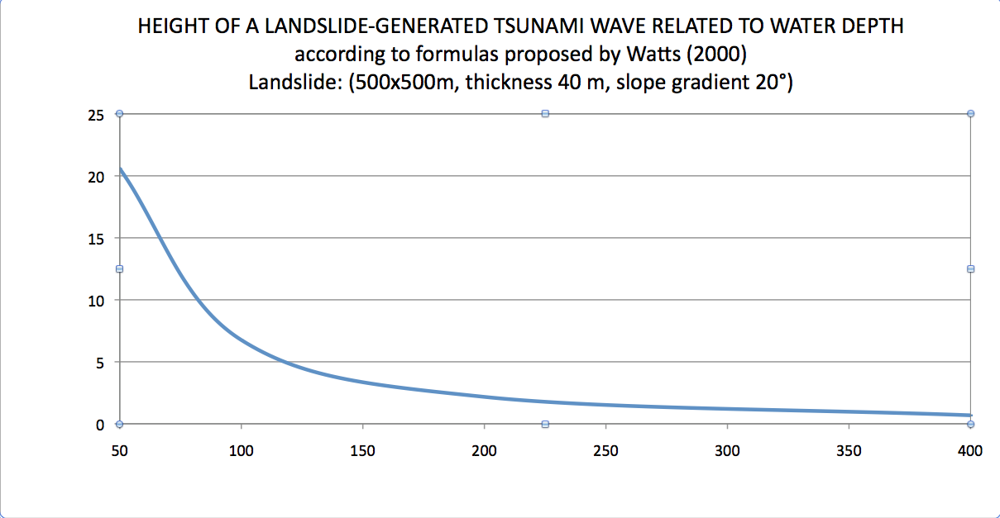 HEIGHT OF A LANDSLIDE-GENERATED TSUNAMI WAVE RELATED TO WATER DEPTH
according to formulas proposed by Watts (2000)
Landslide: (500x500m, thickness 40 m, slope gradient 20°)
25
20
15
10
5
0
50 100 150 200 250 300 350 400